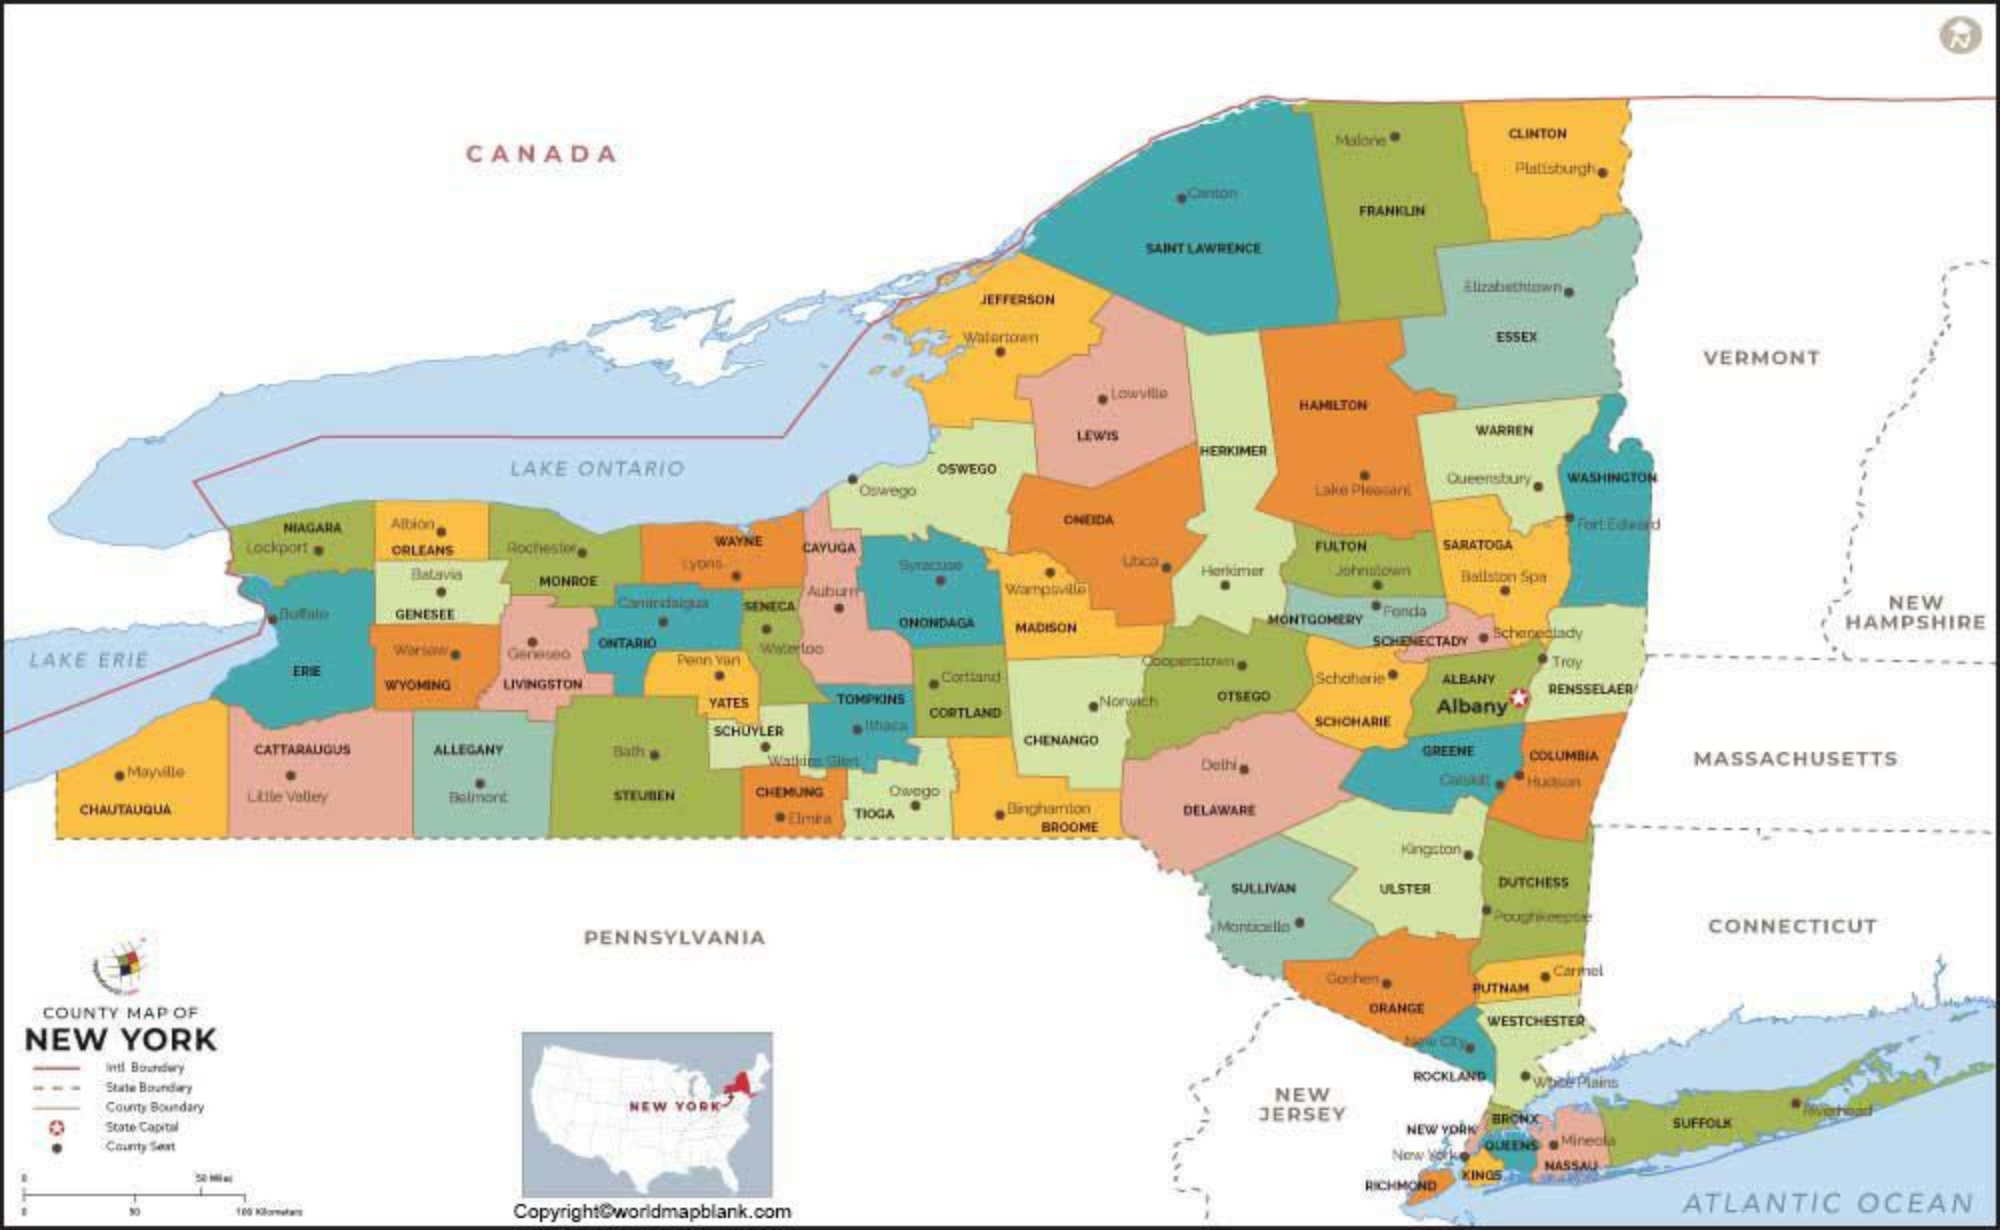 CANADA
Malone
CLINTON
Plattsburgh
Canton
FRANKLIN
SAINT LAWRENCE
Elizabethtown
JEFFERSON
ESSEX
Watertown
VERMONT
Lowville
HAMILTON
LEWIS
WARREN
HERKIMER
LAKE ONTARIO
OSWEGO
Queensbury
WASHINGTON
Oswego
Lake Pleasant
NIAGARA
Albion
ONEIDA
Fort Edward
Lockport
ORLEANS
Rochester
WAYNE
CAYUGA
FULTON
SARATOGA
Lyons
Syracuse
Utica
Batavia
MONROE
Wampsville
Herkimer
Johnstown
Ballston Spa
Auburn
Buffalo
GENESEE
Canandaigua
SENECA
ONONDAGA
MADISON
MONTGOMERY
Fonda
NEW
HAMPSHIRE
LAKE ERIE
Warsaw
Geneseo
ONTARIO
Waterloo
SCHENECTADY
Schenectady
ERIE
Penn Yan
Cooperstown
Troy
WYOMING
LIVINGSTON
Cortland
Schoharie
ALBANY
RENSSELAER
YATES
TOMPKINS
CORTLAND
Norwich
OTSEGO
Albany
SCHUYLER
Ithaca
SCHOHARIE
CATTARAUGUS
ALLEGANY
Bath
CHENANGO
GREENE
COLUMBIA
Mayville
Watkins Glen
Delhi
MASSACHUSETTS
Little Valley
Belmont
STEUBEN
CHEMUNG
Owego
Catskill
Hudson
CHAUTAUQUA
Elmira
TIOGA
Binghamton
DELAWARE
BROOME
Kingston
SULLIVAN
ULSTER
DUTCHESS
Monticello
Poughkeepsie
CONNECTICUT
PENNSYLVANIA
Goshen
Carmel
PUTNAM
ORANGE
WESTCHESTER
New City
ROCKLAND
White Plains
NEW
JERSEY
BRONX
Riverhead
SUFFOLK
NEW YORK
QUEENS
Mineola
New York
NASSAU
KINGS
RICHMOND
ATLANTIC OCEAN
COUNTY MAP OF
NEW YORK
Intl. Boundary
State Boundary
County Boundary
State Capital
County Seat
0 50 Miles
0 50 100 Kilometers
NEW YORK
Copyright©worldmapblank.com
N